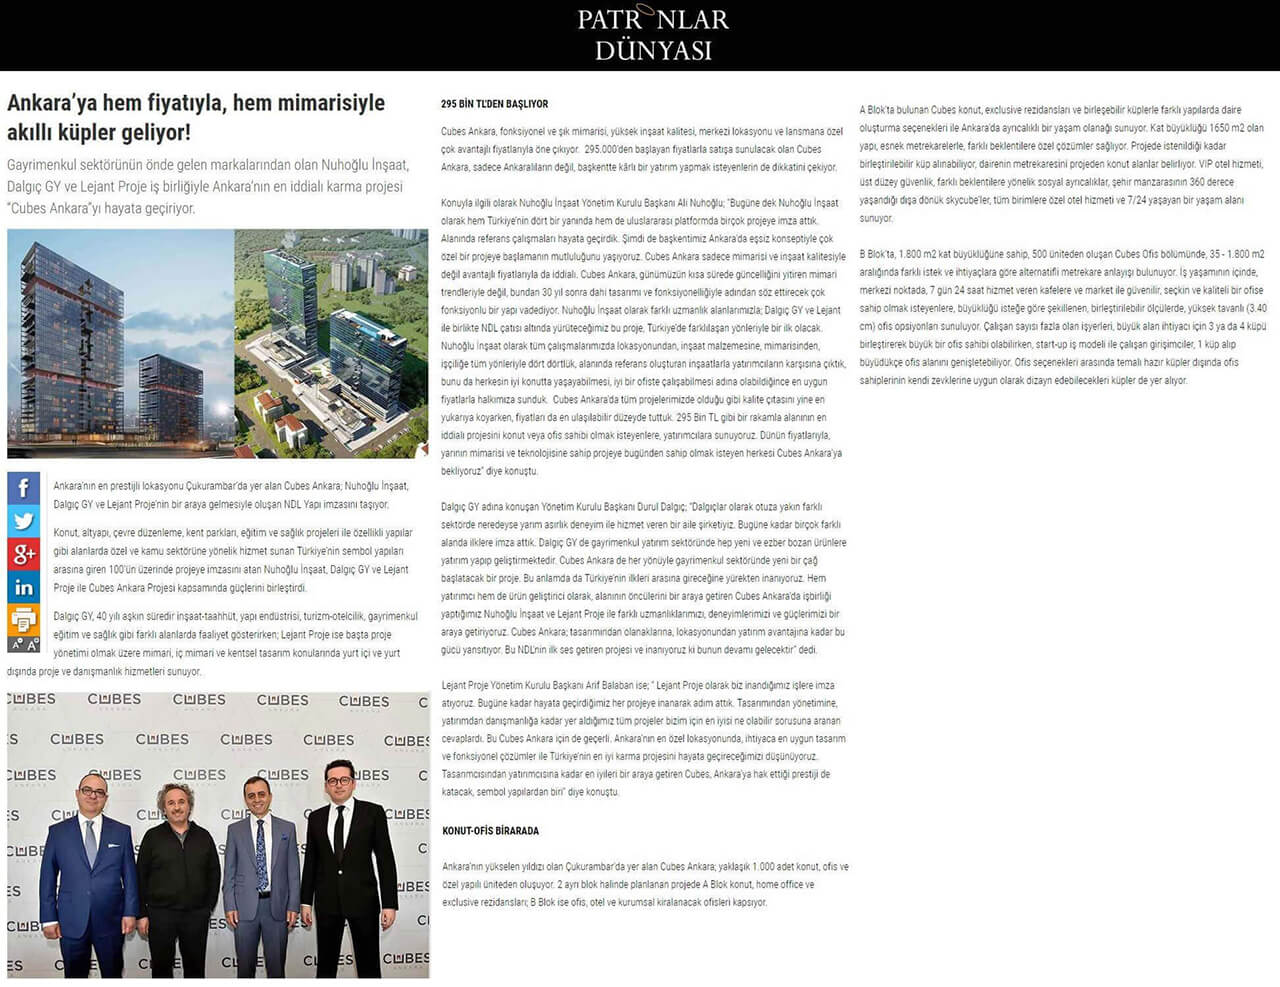 PATRONLAR
DÜNYASI
Ankara'ya hem fiyatıyla, hem mimarisiyle
akıllı küpler geliyor!
Gayrimenkul sektörünün önde gelen markalarından olan Nuhoğlu İnşaat,
Dalgıç GY ve Lejant Proje iş birliğiyle Ankara'nın en iddialı karma projesi
“Cubes Ankara”yı hayata geçiriyor.
Ankara'nın en prestijli lokasyonu Çukurambar'da yer alan Cubes Ankara; Nuhoğlu İnşaat,
Dalgıç GY ve Lejant Proje'nin bir araya gelmesiyle oluşan NDL Yapı imzasını taşıyor.
Konut, altyapı, çevre düzenleme, kent parkları, eğitim ve sağlık projeleri ile özellikli yapılar
gibi alanlarda özel ve kamu sektörüne yönelik hizmet sunan Türkiye'nin sembol yapıları
arasına giren 100'ün üzerinde projeye imzasını atan Nuhoğlu İnşaat, Dalgıç GY ve Lejant
Proje ile Cubes Ankara Projesi kapsamında güçlerini birleştirdi.
Dalgıç GY, 40 yılı aşkın süredir inşaat-taahhüt, yapı endüstrisi, turizm-otelcilik, gayrimenkul
eğitim ve sağlık gibi farklı alanlarda faaliyet gösterirken; Lejant Proje ise başta proje
yönetimi olmak üzere mimari, iç mimari ve kentsel tasarım konularında yurt içi ve yurt
dışında proje ve danışmanlık hizmetleri sunuyor.
CUBES CUBES CUBES CUBES CUBES
ANKARA
295 BİN TL'DEN BAŞLIYOR
Cubes Ankara, fonksiyonel ve şık mimarisi, yüksek inşaat kalitesi, merkezi lokasyonu ve lansmana özel
çok avantajlı fiyatlarıyla öne çıkıyor. 295.000'den başlayan fiyatlarla satışa sunulacak olan Cubes
Ankara, sadece Ankaralıların değil, başkentte kârlı bir yatırım yapmak isteyenlerin de dikkatini çekiyor.
Konuyla ilgili olarak Nuhoğlu İnşaat Yönetim Kurulu Başkanı Ali Nuhoğlu; “Bugüne dek Nuhoğlu İnşaat
olarak hem Türkiye'nin dört bir yanında hem de uluslararası platformda birçok projeye imza attık.
Alanında referans çalışmaları hayata geçirdik. Şimdi de başkentimiz Ankara'da eşsiz konseptiyle çok
özel bir projeye başlamanın mutluluğunu yaşıyoruz. Cubes Ankara sadece mimarisi ve inşaat kalitesiyle
değil avantajlı fiyatlarıyla da iddialı. Cubes Ankara, günümüzün kısa sürede güncelliğini yitiren mimari
trendleriyle değil, bundan 30 yıl sonra dahi tasarımı ve fonksiyonelliğiyle adından söz ettirecek çok
fonksiyonlu bir yapı vadediyor. Nuhoğlu İnşaat olarak farklı uzmanlık alanlarımızla; Dalgıç GY ve Lejant
ile birlikte NDL çatısı altında yürüteceğimiz bu proje, Türkiye'de farklılaşan yönleriyle bir ilk olacak.
Nuhoğlu İnşaat olarak tüm çalışmalarımızda lokasyonundan, inşaat malzemesine, mimarisinden,
işçiliğe tüm yönleriyle dört dörtlük, alanında referans oluşturan inşaatlarla yatırımcıların karşısına çıktık,
bunu da herkesin iyi konutta yaşayabilmesi, iyi bir ofiste çalışabilmesi adına olabildiğince en uygun
fiyatlarla halkımıza sunduk. Cubes Ankara'da tüm projelerimizde olduğu gibi kalite çıtasını yine en
yukarıya koyarken, fiyatları da en ulaşılabilir düzeyde tuttuk. 295 Bin TL gibi bir rakamla alanının en
iddialı projesini konut veya ofis sahibi olmak isteyenlere, yatırımcılara sunuyoruz. Dünün fiyatlarıyla,
yarının mimarisi ve teknolojisine sahip projeye bugünden sahip olmak isteyen herkesi Cubes Ankara'ya
bekliyoruz” diye konuştu.
Dalgıç GY adına konuşan Yönetim Kurulu Başkanı Durul Dalgıç; “Dalgıçlar olarak otuza yakın farklı
sektörde neredeyse yarım asırlık deneyim ile hizmet veren bir aile şirketiyiz. Bugüne kadar birçok farklı
alanda ilklere imza attık. Dalgıç GY de gayrimenkul yatırım sektöründe hep yeni ve ezber bozan ürünlere
yatırım yapıp geliştirmektedir. Cubes Ankara de her yönüyle gayrimenkul sektöründe yeni bir çağ
başlatacak bir proje. Bu anlamda da Türkiye'nin ilkleri arasına gireceğine yürekten inanıyoruz. Hem
yatırımcı hem de ürün geliştirici olarak, alanının öncülerini bir araya getiren Cubes Ankara'da işbirliği
yaptığımız Nuhoğlu İnşaat ve Lejant Proje ile farklı uzmanlıklarımızı, deneyimlerimizi ve güçlerimizi bir
araya getiriyoruz. Cubes Ankara; tasarımından olanaklarına, lokasyonundan yatırım avantajına kadar bu
gücü yansıtıyor. Bu NDL'nin ilk ses getiren projesi ve inanıyoruz ki bunun devamı gelecektir” dedi.
Lejant Proje Yönetim Kurulu Başkanı Arif Balaban ise; “ Lejant Proje olarak biz inandığımız işlere imza
atıyoruz. Bugüne kadar hayata geçirdiğimiz her projeye inanarak adım attık. Tasarımından yönetimine,
yatırımdan danışmanlığa kadar yer aldığımız tüm projeler bizim için en iyisi ne olabilir sorusuna aranan
cevaplardı. Bu Cubes Ankara için de geçerli. Ankara'nın en özel lokasyonunda, ihtiyaca en uygun tasarım
ve fonksiyonel çözümler ile Türkiye'nin en iyi karma projesini hayata geçireceğimizi düşünüyoruz.
Tasarımcısından yatırımcısına kadar en iyileri bir araya getiren Cubes, Ankara'ya hak ettiği prestiji de
katacak, sembol yapılardan biri” diye konuştu.
KONUT-OFİS BİRARADA
Ankara'nın yükselen yıldızı olan Çukurambar'da yer alan Cubes Ankara; yaklaşık 1.000 adet konut, ofis ve
özel yapılı üniteden oluşuyor. 2 ayrı blok halinde planlanan projede A Blok konut, home office ve
exclusive rezidansları; B Blok ise ofis, otel ve kurumsal kiralanacak ofisleri kapsıyor.
A Blok'ta bulunan Cubes konut, exclusive rezidansları ve birleşebilir küplerle farklı yapılarda daire
oluşturma seçenekleri ile Ankara'da ayrıcalıklı bir yaşam olanağı sunuyor. Kat büyüklüğü 1650 m2 olan
yapı, esnek metrekarelerle, farklı beklentilere özel çözümler sağlıyor. Projede istenildiği kadar
birleştirilebilir küp alınabiliyor, dairenin metrekaresini projeden konut alanlar belirliyor. VIP otel hizmeti,
üst düzey güvenlik, farklı beklentilere yönelik sosyal ayrıcalıklar, şehir manzarasının 360 derece
yaşandığı dışa dönük skycube'ler, tüm birimlere özel otel hizmeti ve 7/24 yaşayan bir yaşam alanı
sunuyor.
B Blok'ta, 1.800 m2 kat büyüklüğüne sahip, 500 üniteden oluşan Cubes Ofis bölümünde, 35 - 1.800 m2
aralığında farklı istek ve ihtiyaçlara göre alternatifli metrekare anlayışı bulunuyor. İş yaşamının içinde,
merkezi noktada, 7 gün 24 saat hizmet veren kafelere ve market ile güvenilir, seçkin ve kaliteli bir ofise
sahip olmak isteyenlere, büyüklüğü isteğe göre şekillenen, birleştirilebilir ölçülerde, yüksek tavanlı (3.40
cm) ofis opsiyonları sunuluyor. Çalışan sayısı fazla olan işyerleri, büyük alan ihtiyacı için 3 ya da 4 küpü
birleştirerek büyük bir ofis sahibi olabilirken, start-up iş modeli ile çalışan girişimciler, 1 küp alıp
büyüdükçe ofis alanını genişletebiliyor. Ofis seçenekleri arasında temalı hazır küpler dışında ofis
sahiplerinin kendi zevklerine uygun olarak dizayn edebilecekleri küpler de yer alıyor.